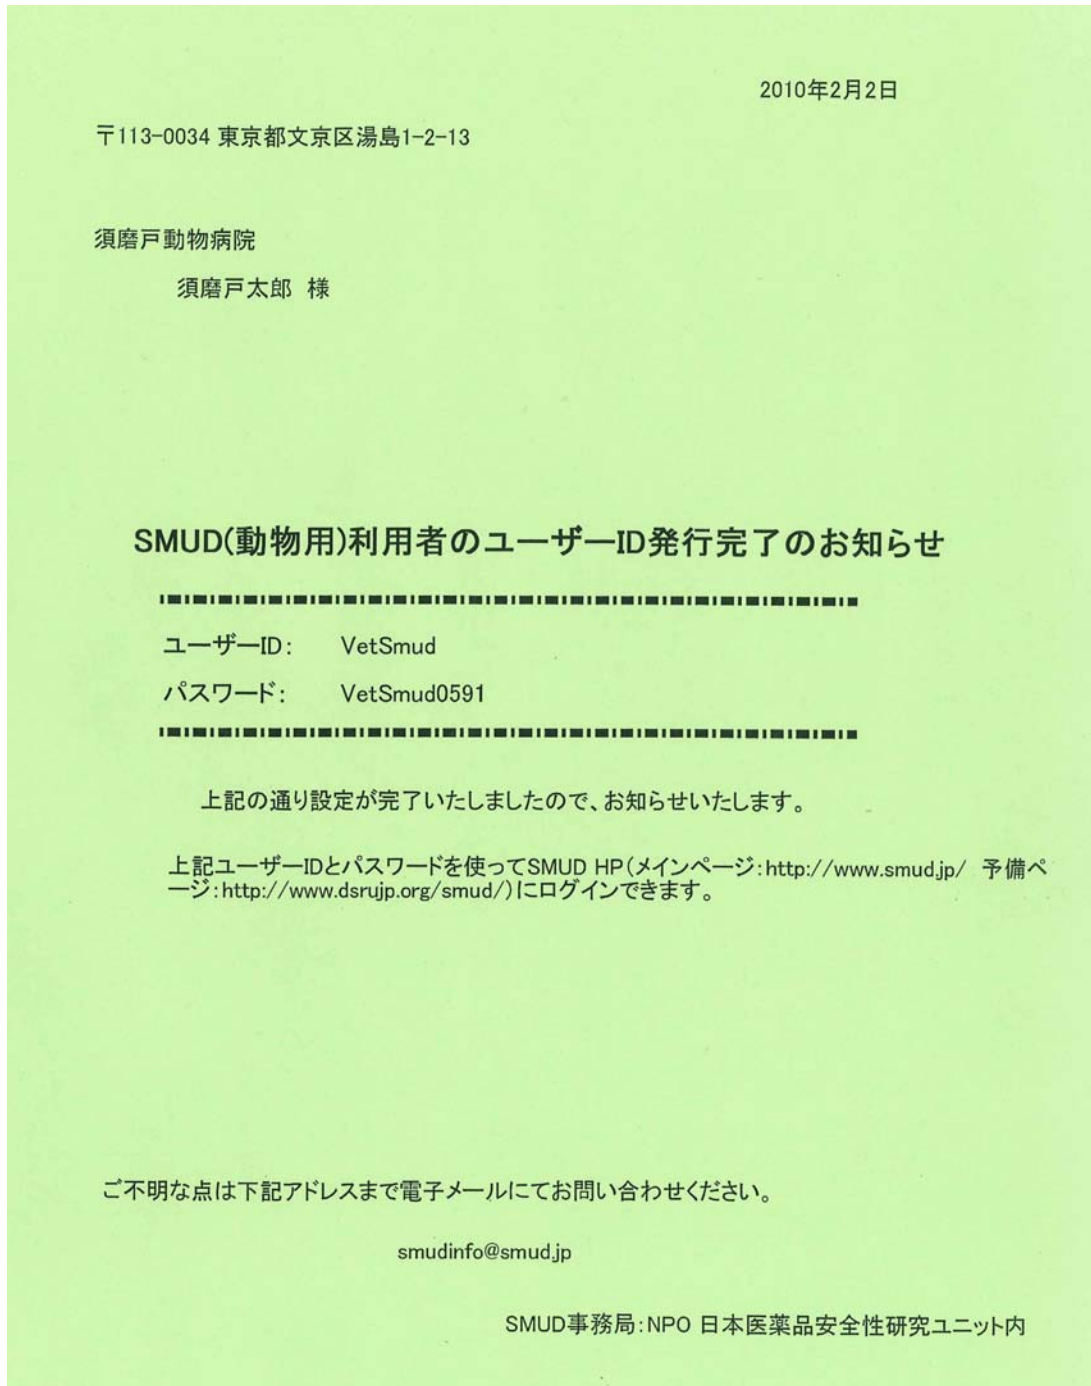 2010年2月2日
〒113-0034 東京都文京区湯島1-2-13
須磨戸動物病院
須磨戸太郎 様
SMUD(動物用)利用者のユーザーID発行完了のお知らせ
ユーザーID: VetSmud
パスワード: VetSmud0591
上記の通り設定が完了いたしましたので、お知らせいたします。
上記ユーザーIDとパスワードを使ってSMUD HP(メインページ:http://www.smud.jp/ 予備ペ
ージ:http://www.dsrujp.org/smud/)にログインできます。
ご不明な点は下記アドレスまで電子メールにてお問い合わせください。
smudinfo@smud.jp
SMUD事務局:NPO 日本医薬品安全性研究ユニット内